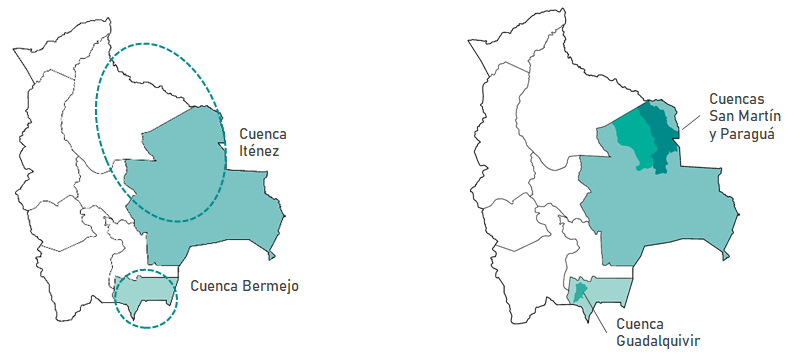 Cuenca
Iténez
Cuenca Bermejo
Cuencas
San Martín
y Paraguá
Cuenca
Guadalquivir